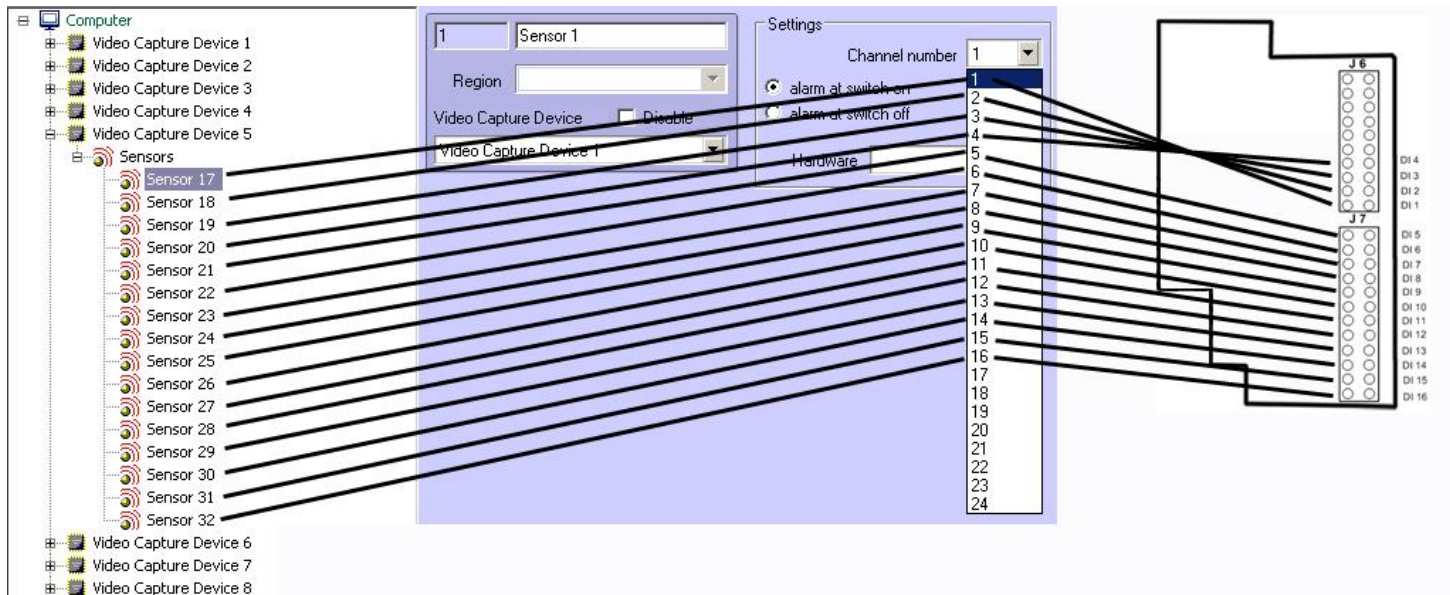 Computer
Video Capture Device 1
Video Capture Device 2
Video Capture Device 3
Video Capture Device 4
Video Capture Device 5
Sensors
Sensor 17
Sensor 18
Sensor 19
Sensor 20
Sensor 21
Sensor 22
Sensor 23
Sensor 24
Sensor 25
Sensor 26
Sensor 27
Sensor 28
Sensor 29
Sensor 30
Sensor 31
Sensor 32
Video Capture Device 6
Video Capture Device 7
Video Capture Device 8
1 Sensor 1
Region
Video Capture Device Disable
Video Capture Device 1
Settings
Channel number 1
alarm at switch on
alarm at switch off
Hardware
1
2
3
4
5
6
7
8
9
10
11
12
13
14
15
16
17
18
19
20
21
22
23
24
J 6
DI 4
DI 3
DI 2
DI 1
J 7
DI 5
DI 6
DI 7
DI 8
DI 9
DI 10
DI 11
DI 12
DI 13
DI 14
DI 15
DI 16